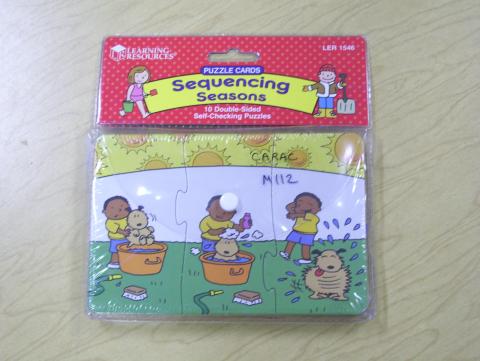 LEARNING
RESOURCES
LER 1546
PUZZLE CARDS
Sequencing
Seasons
10 Double-Sided
Self-Checking Puzzles
CARAC
M112